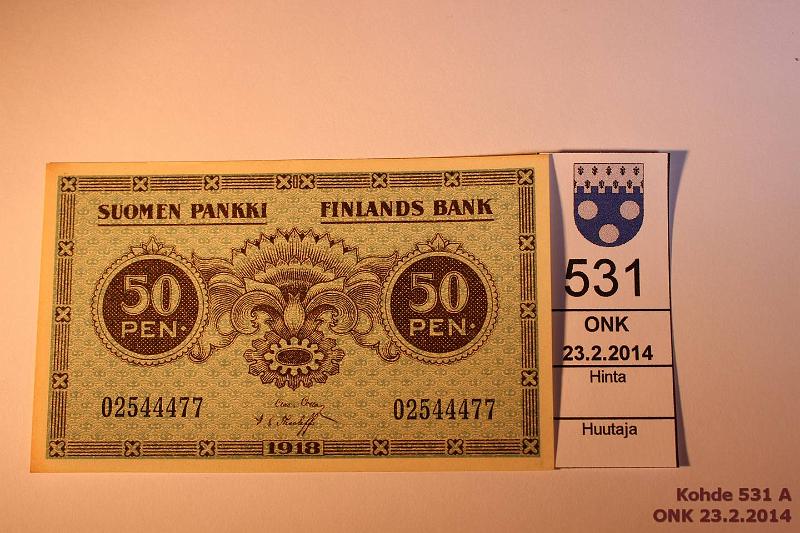 SUOMEN PANKKI FINLANDS BANK
50 PEN. 50 PEN.
02544477 02544477
1918
531
ONK
23.2.2014
Hinta
Huutaja
Kohde 531 A
ONK 23.2.2014